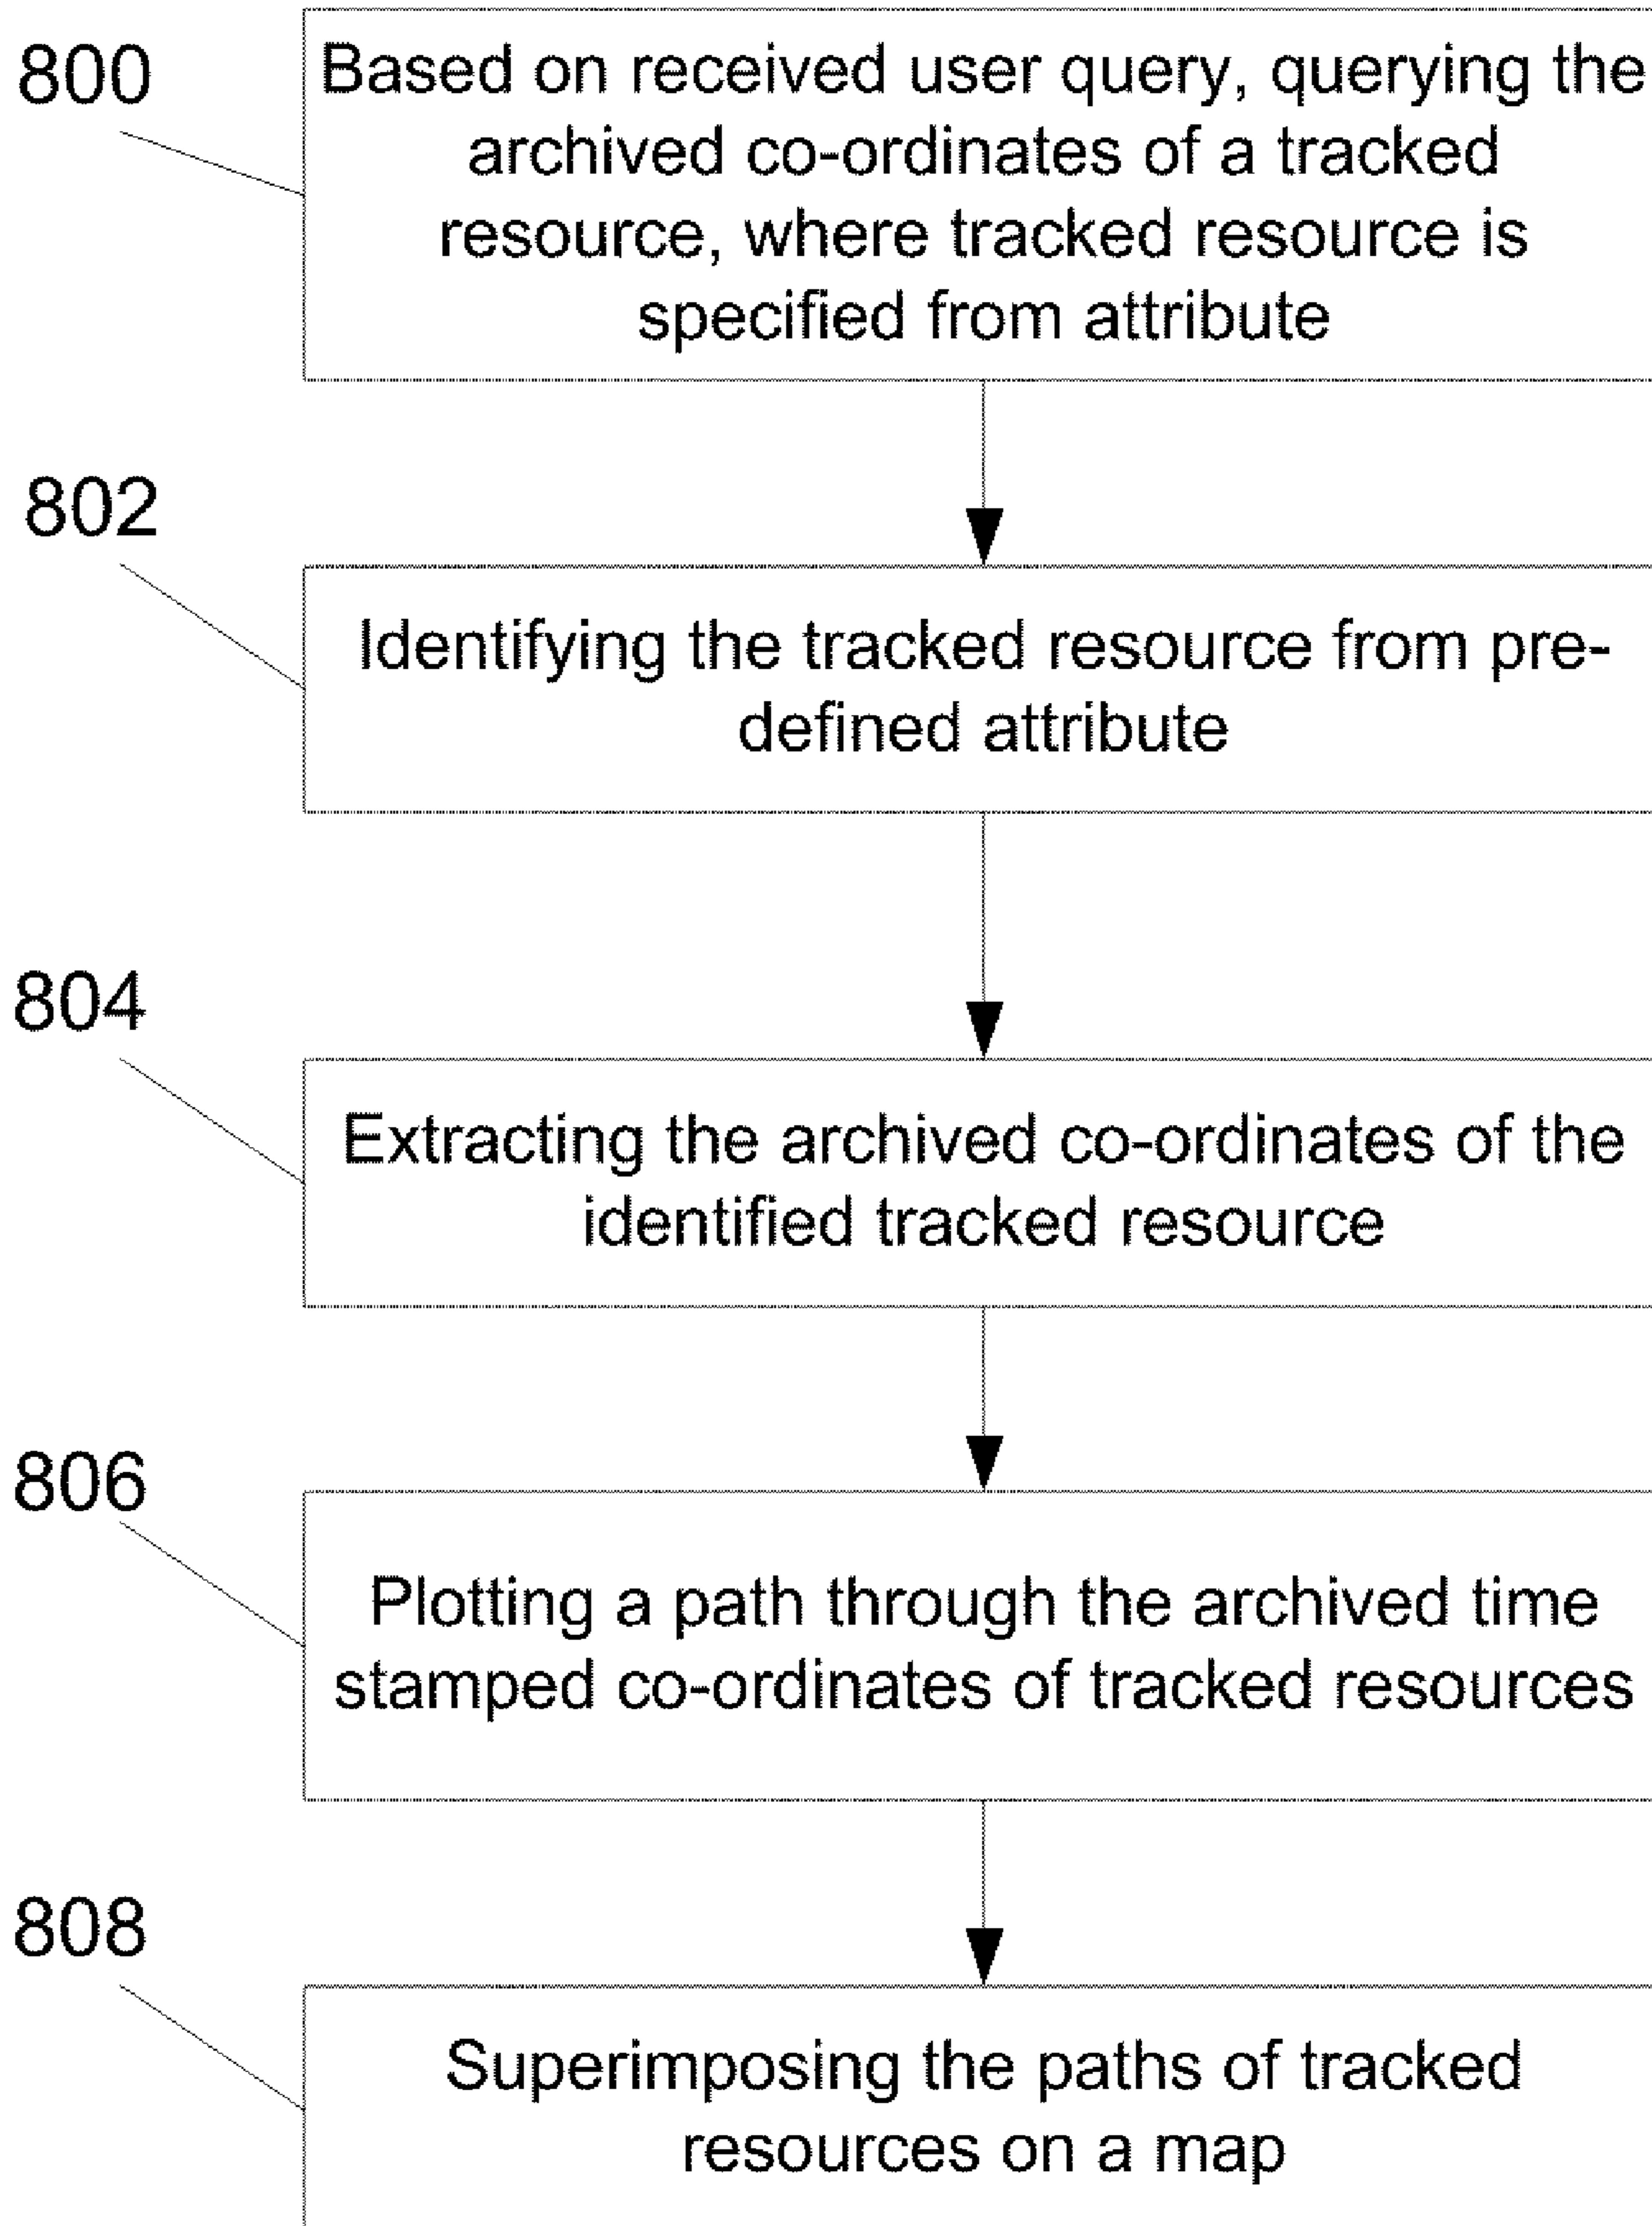 800
Based on received user query, querying the
archived co-ordinates of a tracked
resource, where tracked resource is
specified from attribute
802
Identifying the tracked resource from pre-
defined attribute
804
Extracting the archived co-ordinates of the
identified tracked resource
806
Plotting a path through the archived time
stamped co-ordinates of tracked resources
808
Superimposing the paths of tracked
resources on a map